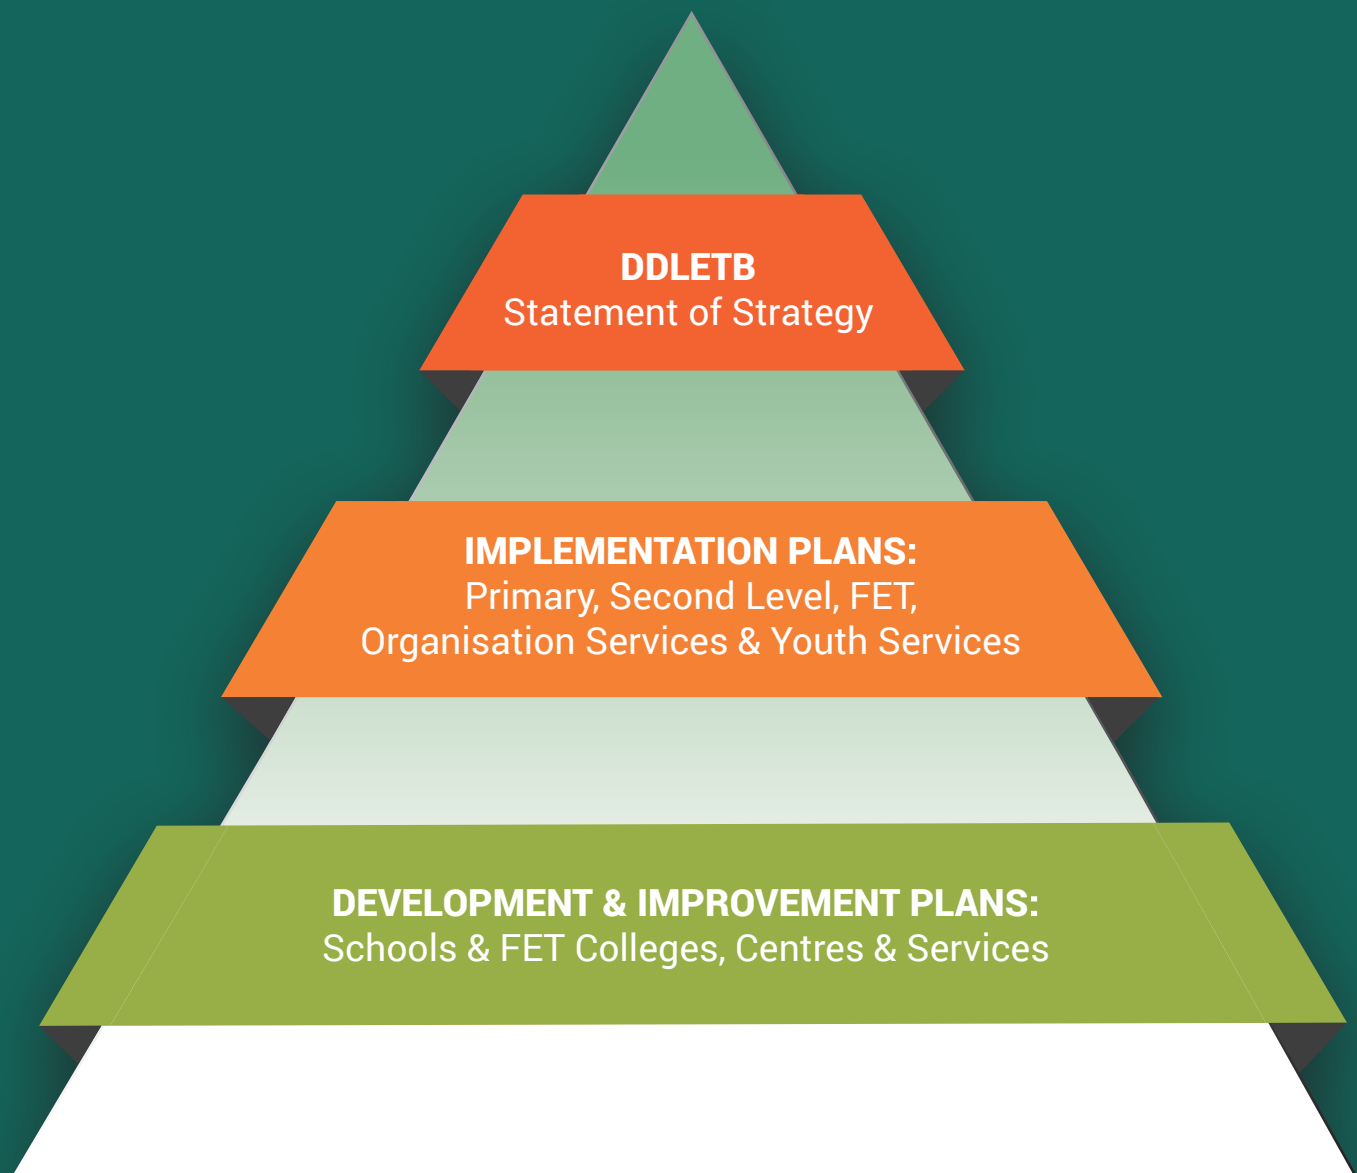 DDLETB
Statement of Strategy
IMPLEMENTATION PLANS:
Primary, Second Level, FET,
Organisation Services & Youth Services
DEVELOPMENT & IMPROVEMENT PLANS:
Schools & FET Colleges, Centres & Services